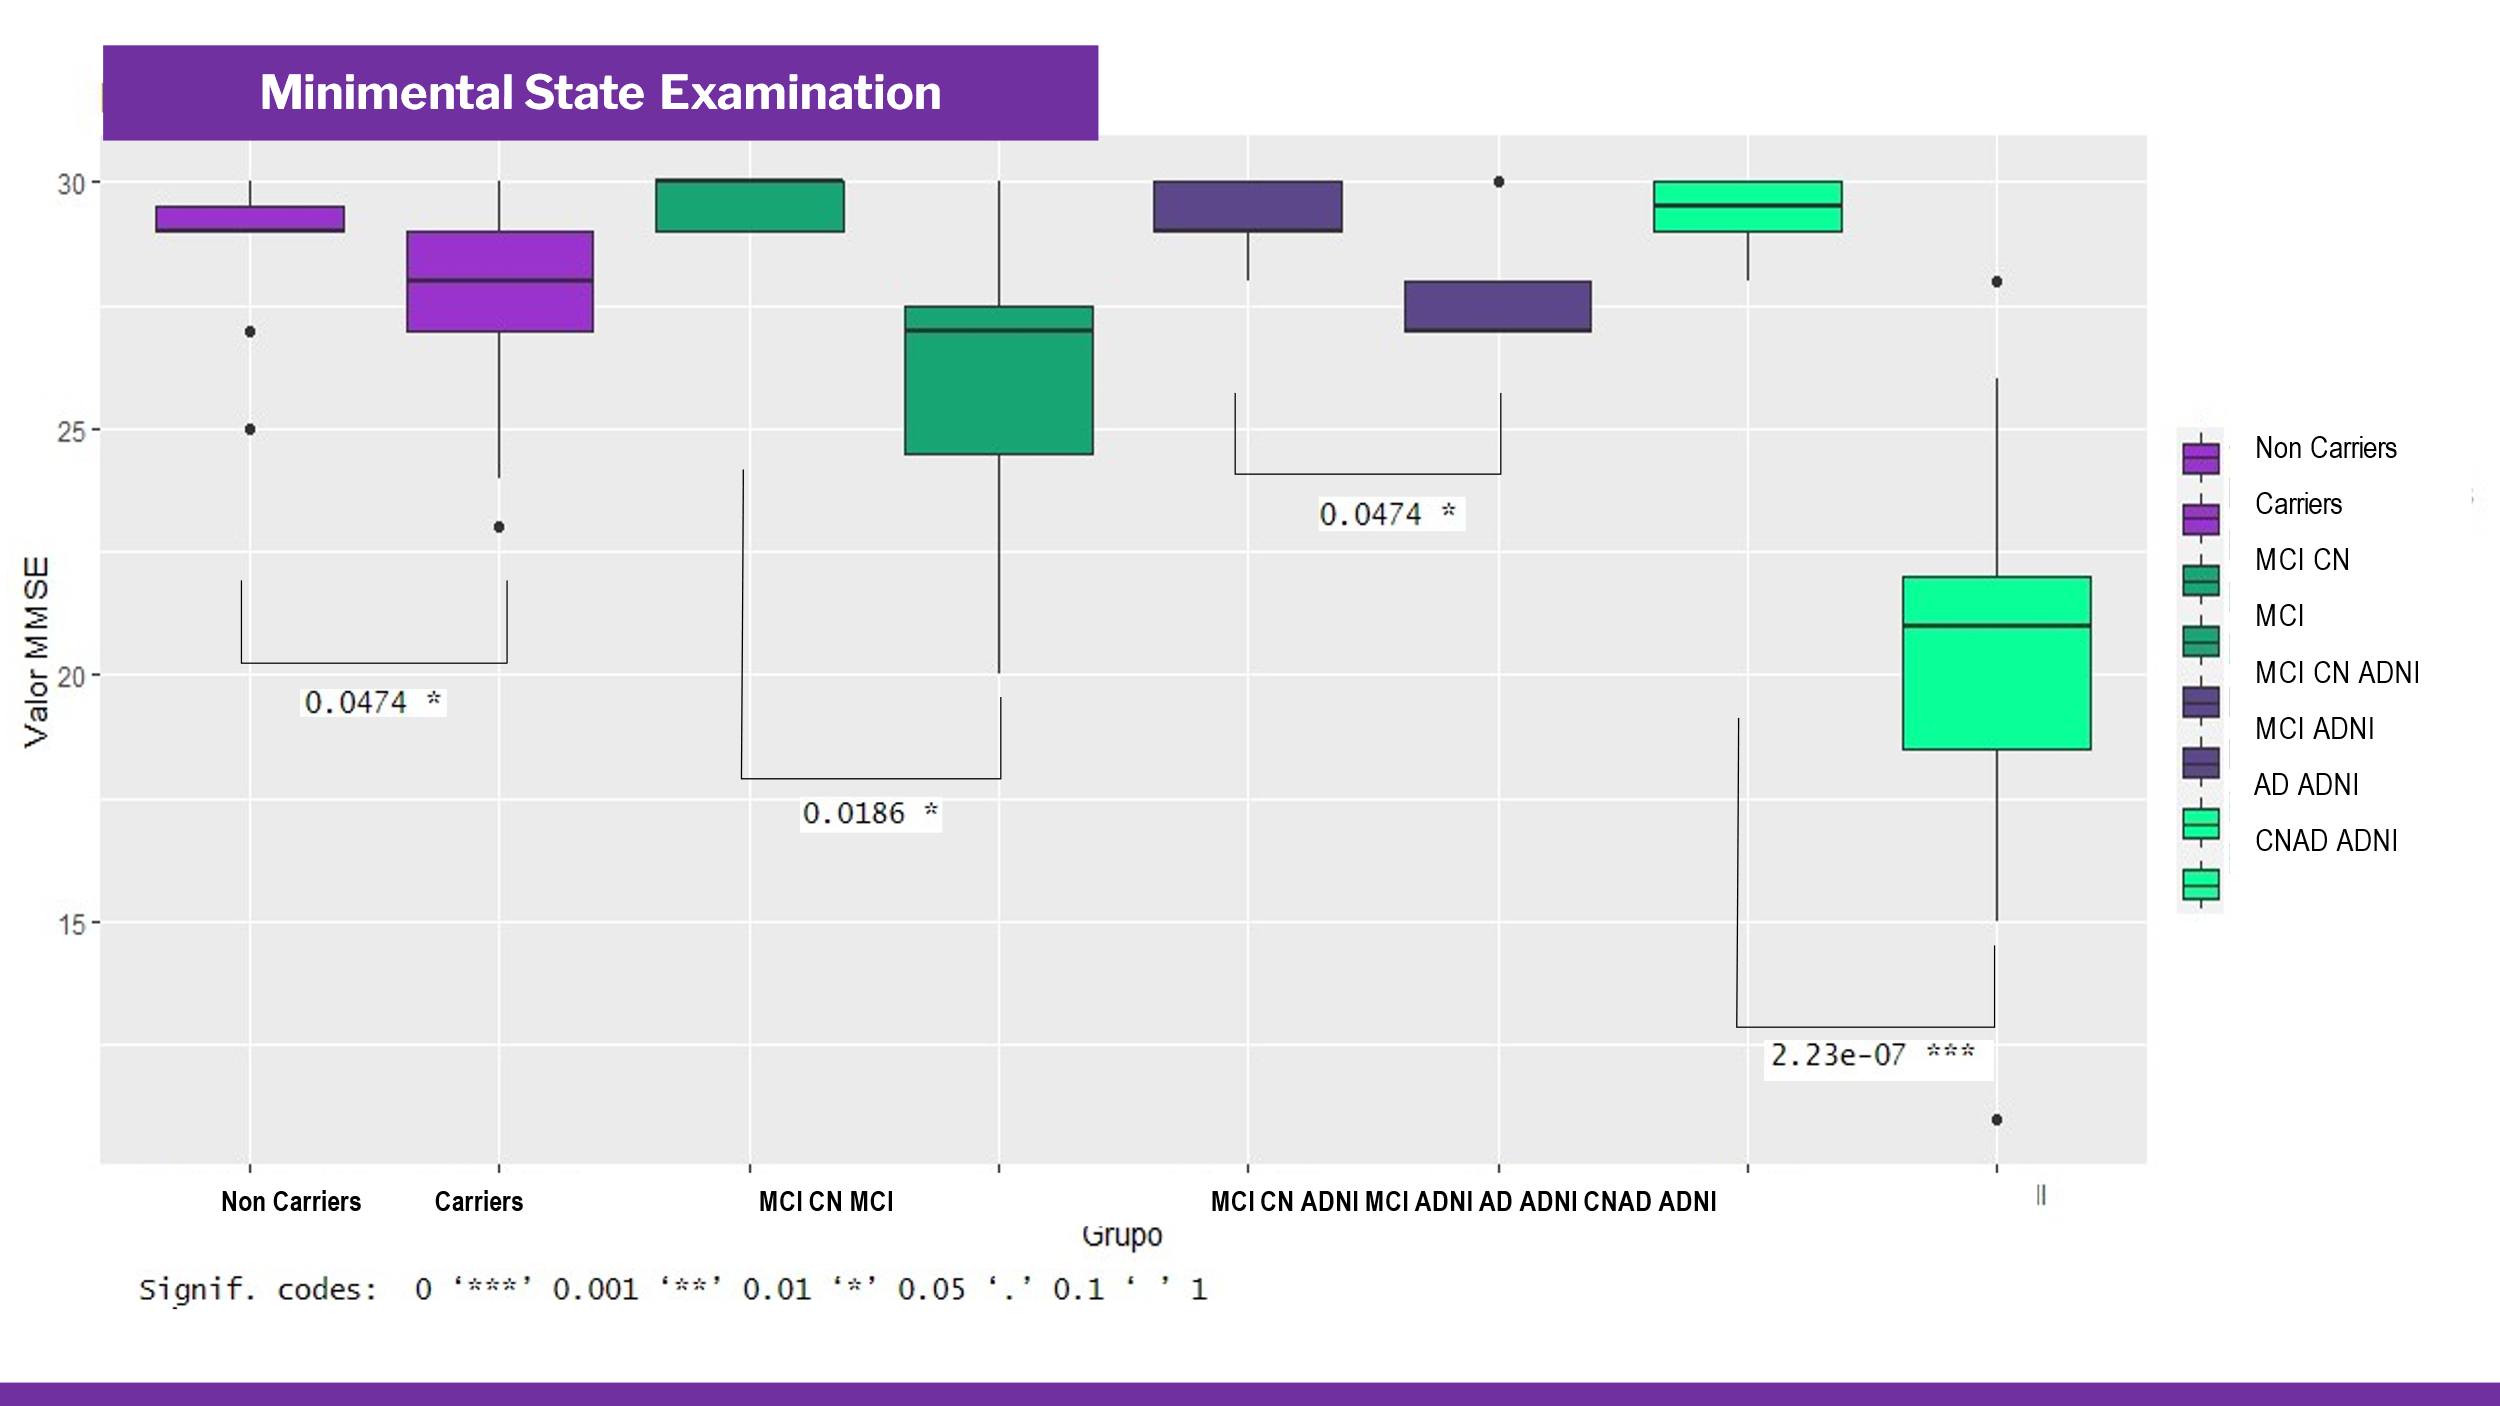 Minimental State Examination
30
25
20
15
Valor MMSE
0.0474 *
0.0186 *
0.0474 *
2.23e-07 ***
Non Carriers
Carriers
MCI CN
MCI
MCI CN ADNI
MCI ADNI
AD ADNI
CNAD ADNI
Non Carriers Carriers MCI CN MCI MCI CN ADNI MCI ADNI AD ADNI CNAD ADNI
Grupo
Signif. codes: 0 ‘***’ 0.001 ‘**’ 0.01 ‘*’ 0.05 ‘.’ 0.1 ‘ ’ 1